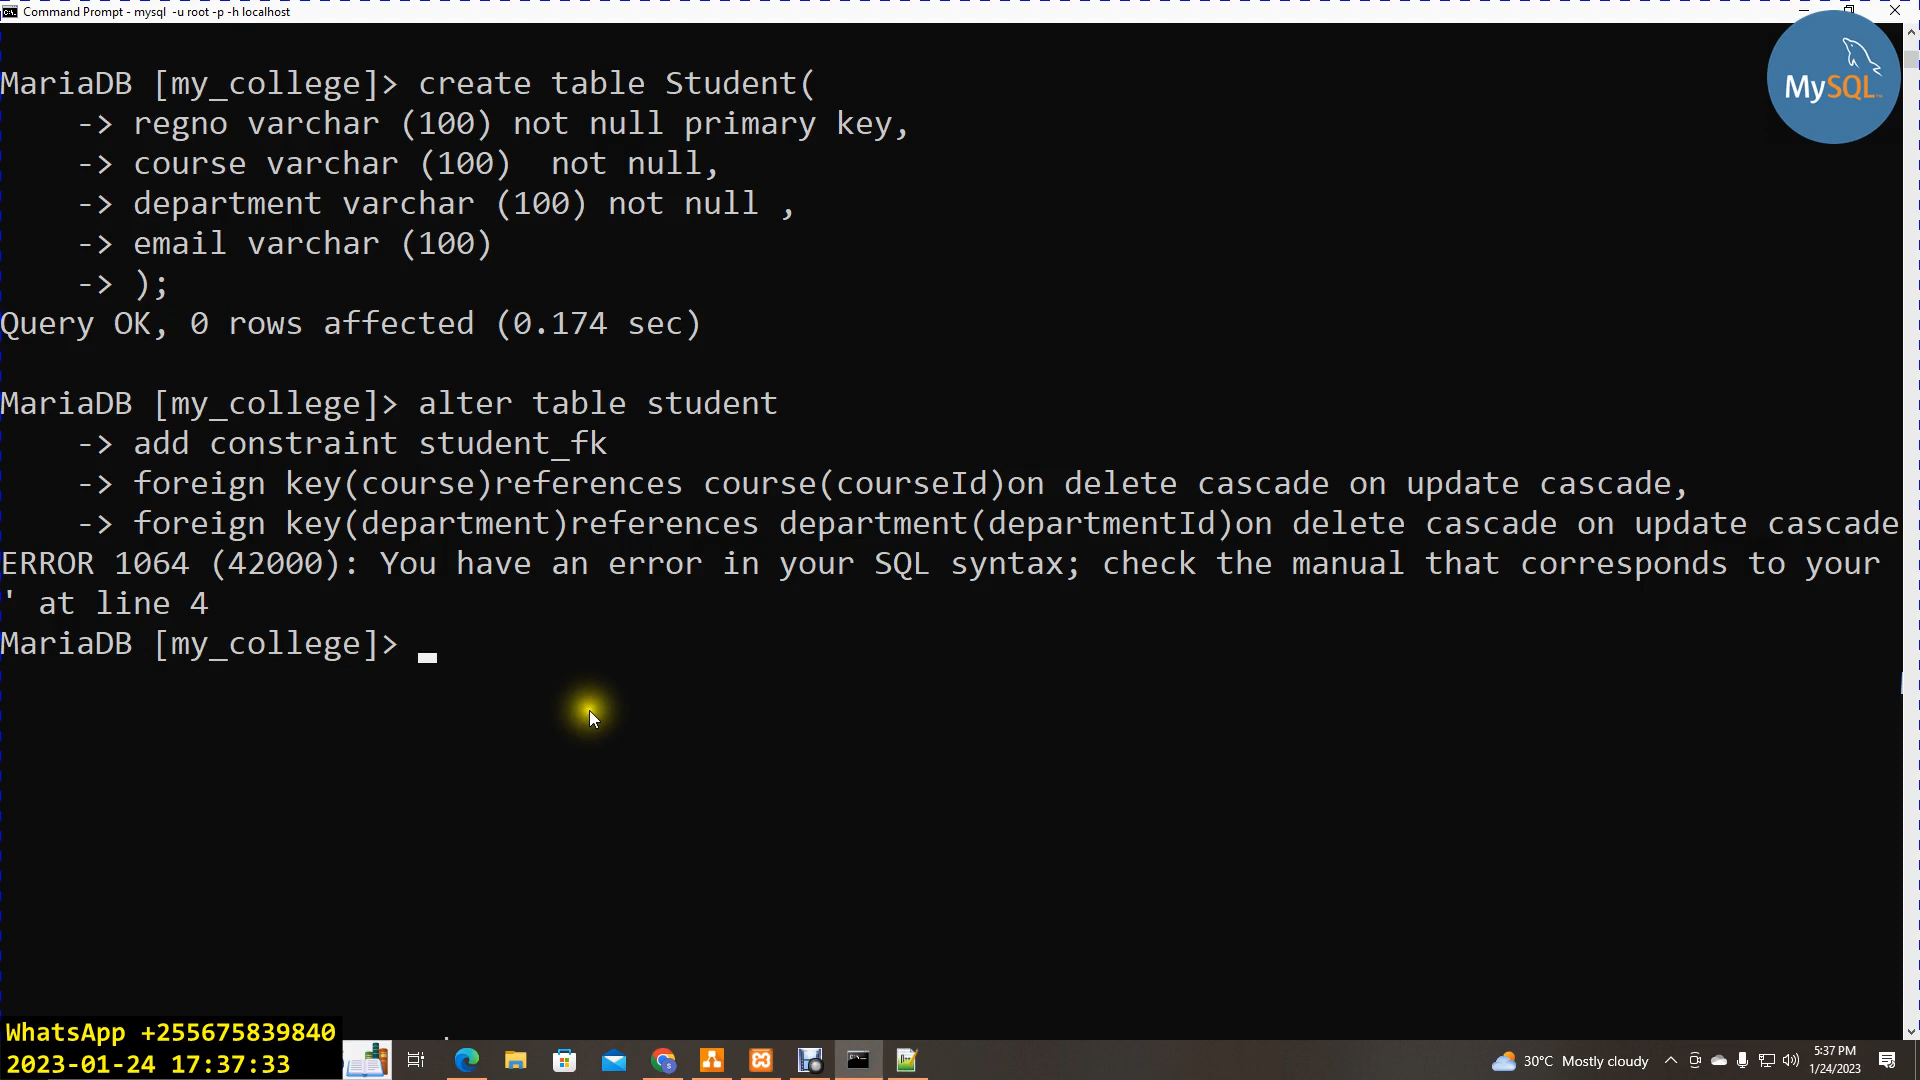 Command Prompt - mysql -u root -p -h localhost
MySQL™
MariaDB [my_college]> create table Student(
    -> regno varchar (100) not null primary key,
    -> course varchar (100)  not null,
    -> department varchar (100) not null ,
    -> email varchar (100)
    -> );
Query OK, 0 rows affected (0.174 sec)
MariaDB [my_college]> alter table student
    -> add constraint student_fk
    -> foreign key(course)references course(courseId)on delete cascade on update cascade,
    -> foreign key(department)references department(departmentId)on delete cascade on update cascade
ERROR 1064 (42000): You have an error in your SQL syntax; check the manual that corresponds to your
' at line 4
MariaDB [my_college]>
WhatsApp +255675839840
2023-01-24 17:37:33
30°C Mostly cloudy
5:37 PM
1/24/2023